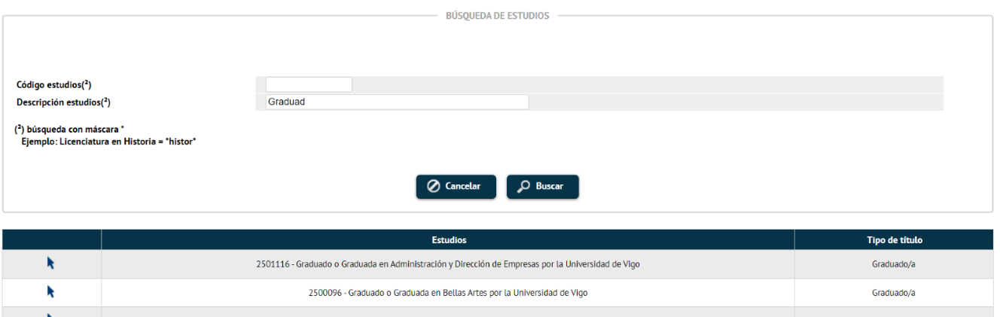 BÚSQUEDA DE ESTUDIOS
Código estudios(²)
Descripción estudios(²) Graduad
(²) búsqueda con máscara *
Ejemplo: Licenciatura en Historia = *histor*
Cancelar Buscar
Estudios Tipo de título
2501116 - Graduado o Graduada en Administración y Dirección de Empresas por la Universidad de Vigo Graduado/a
2500096 - Graduado o Graduada en Bellas Artes por la Universidad de Vigo Graduado/a